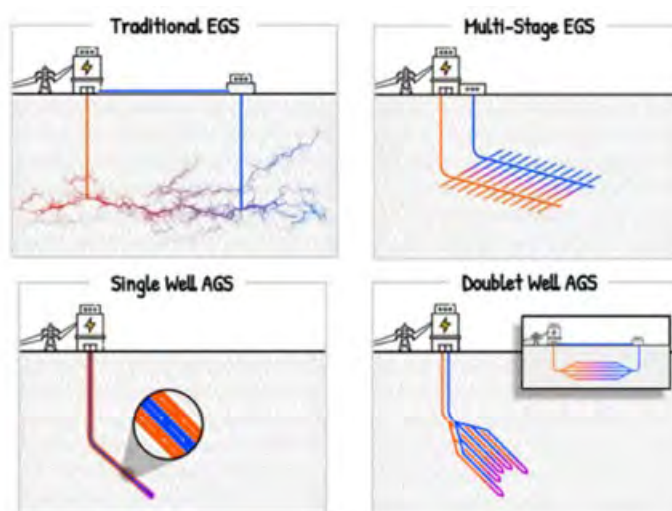 Traditional EGS
Multi-Stage EGS
Single Well AGS
Doublet Well AGS